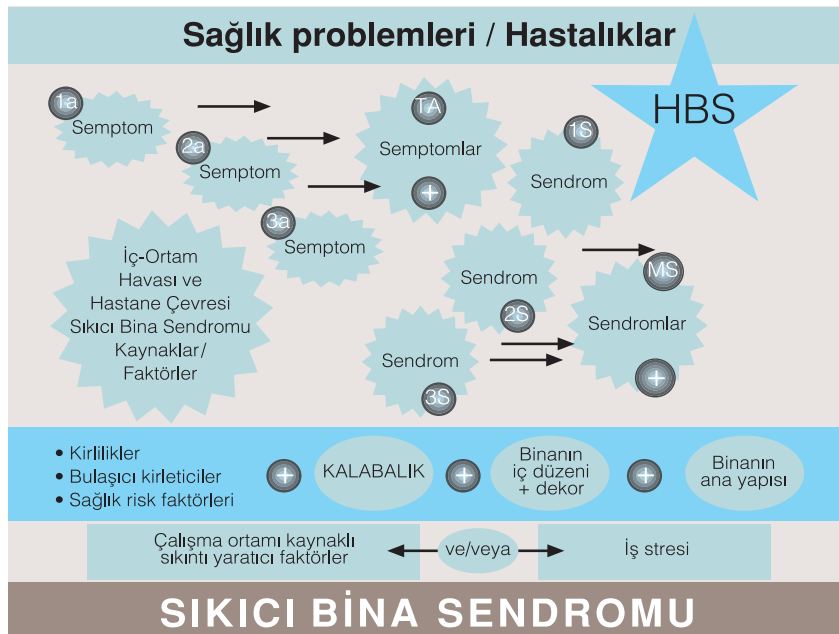 Sağlık problemleri / Hastalıklar
HBS
1a
Semptom
2a
Semptom
3a
Semptom
TA
Semptomlar
+
1S
Sendrom
Sendrom
2S
Sendrom
3S
MS
Sendromlar
+
İç-Ortam
Havası ve
Hastane Çevresi
Sıkıcı Bina Sendromu
Kaynaklar/
Faktörler
• Kirlilikler
• Bulaşıcı kirleticiler
• Sağlık risk faktörleri
+
KALABALIK
+
Binanın
iç düzeni
+ dekor
+
Binanın
ana yapısı
Çalışma ortamı kaynaklı
sıkıntı yaratıcı faktörler
ve/veya
İş stresi
SIKICI BİNA SENDROMU